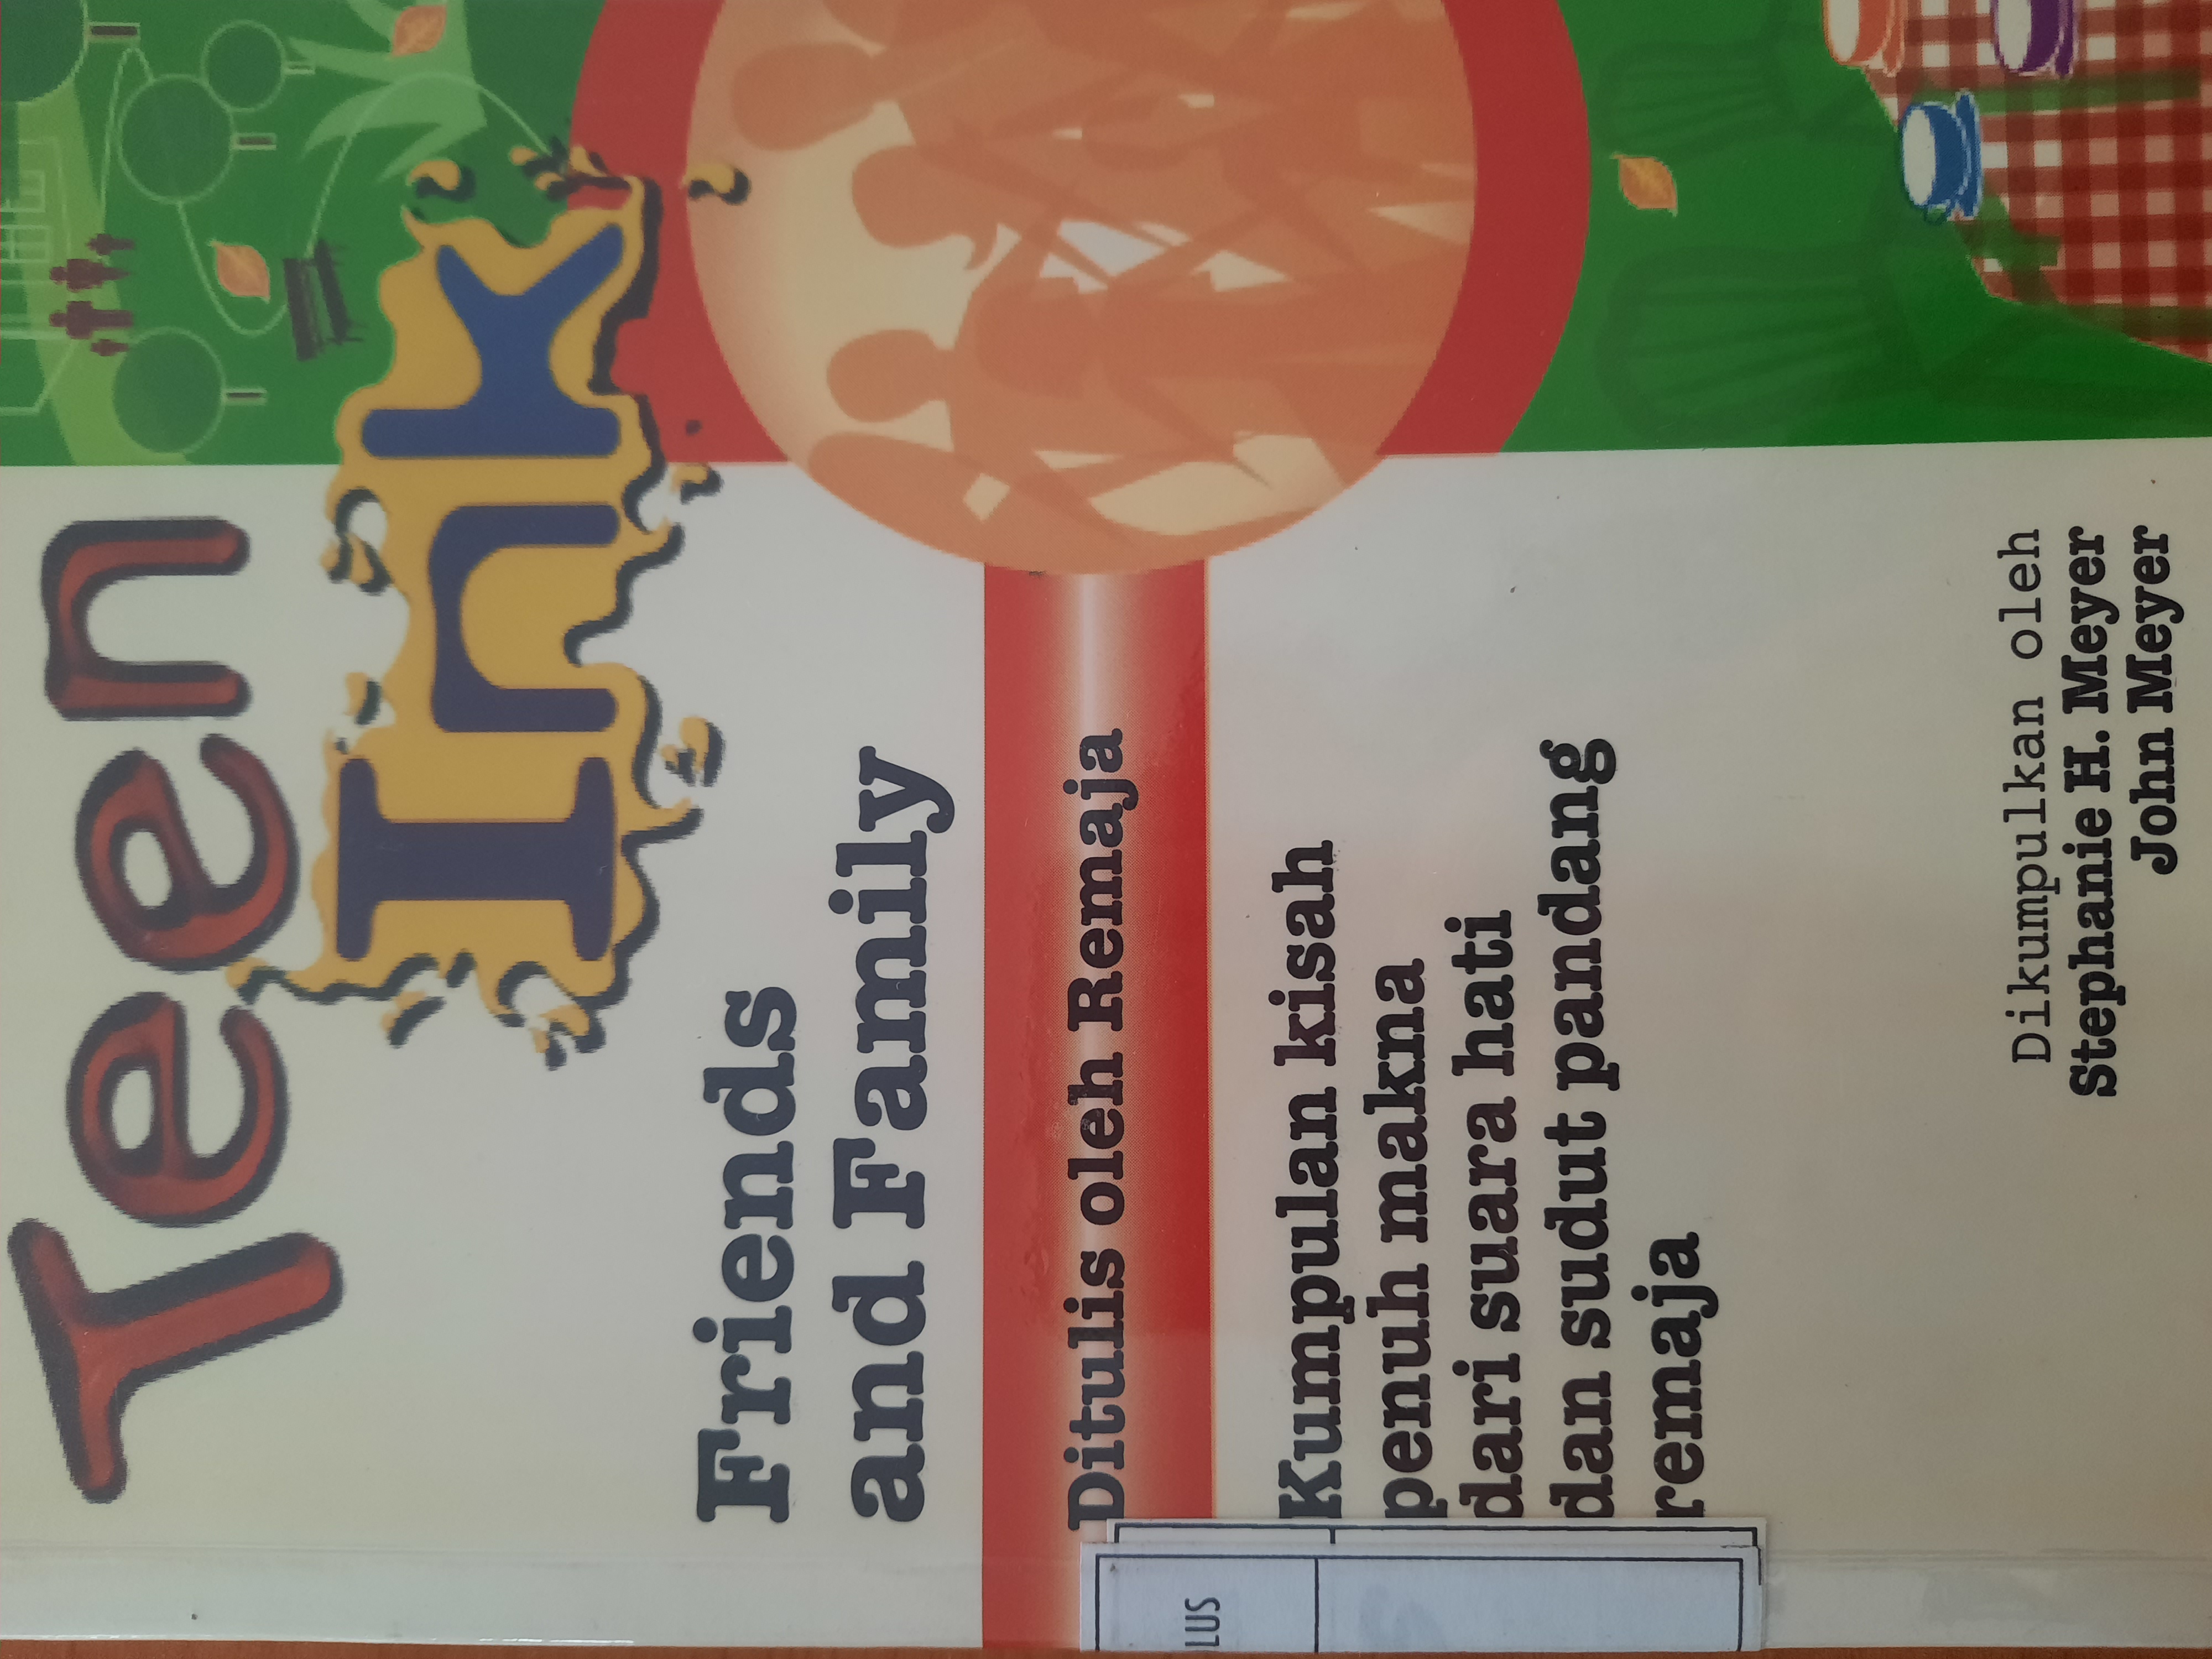 Teen
Ink
Friends
and Family
Ditulis oleh Remaja
LUS
Kumpulan kisah
penuh makna
dari suara hati
dan sudut pandang
remaja
Dikumpulkan oleh
Stephanie H. Meyer
John Meyer